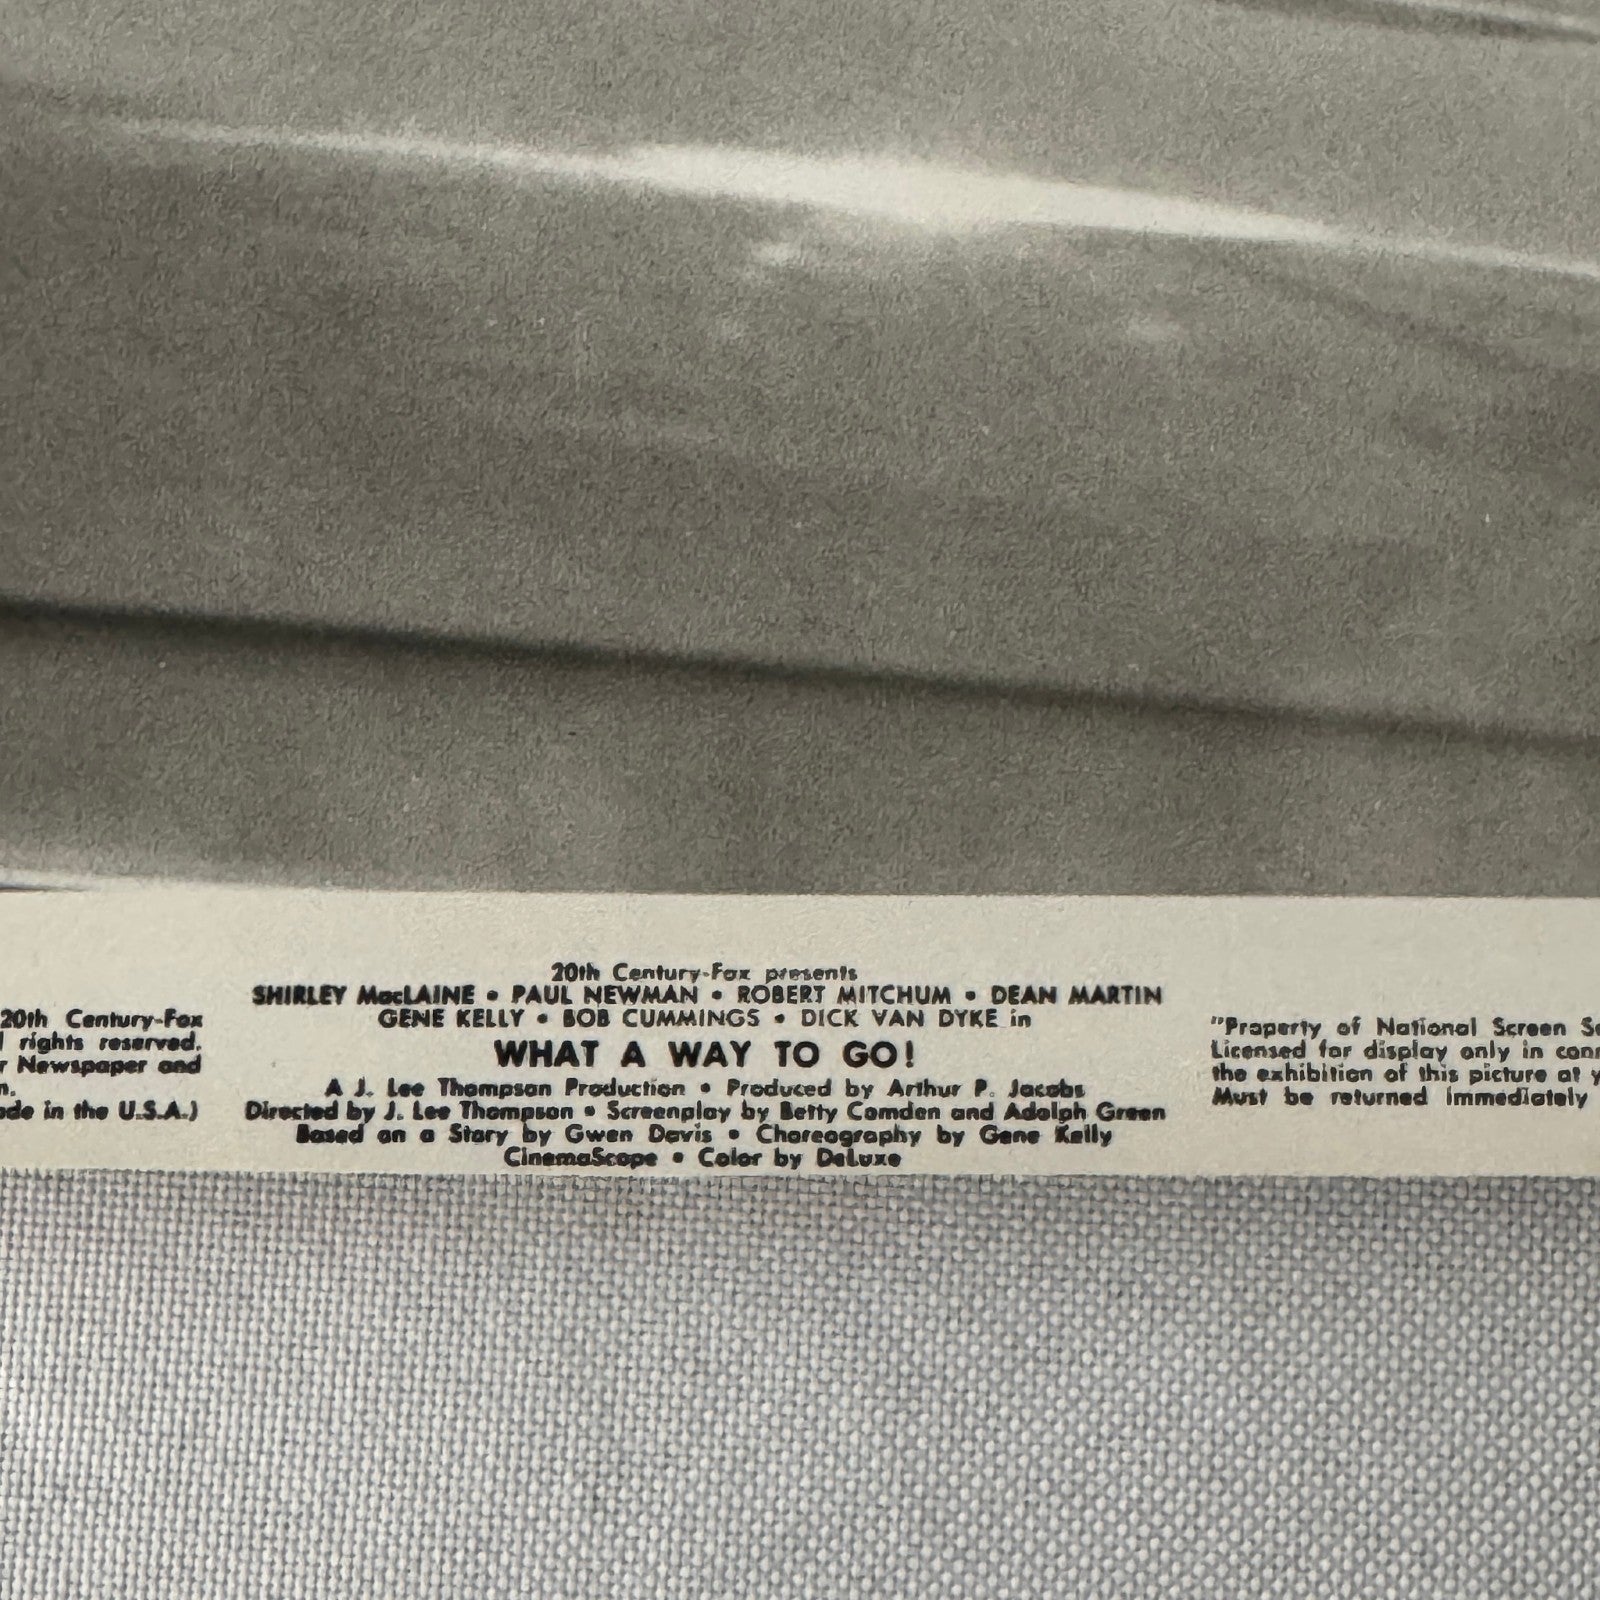 20th Century-Fox
rights reserved.
Newspaper and
in the U.S.A.)
20th Century-Fox presents
SHIRLEY MacLAINE • PAUL NEWMAN • ROBERT MITCHUM • DEAN MARTIN
GENE KELLY • BOB CUMMINGS • DICK VAN DYKE in
WHAT A WAY TO GO!
A J. Lee Thompson Production • Produced by Arthur P. Jacobs
Directed by J. Lee Thompson • Screenplay by Betty Comden and Adolph Green
Based on a Story by Gwen Davis • Choreography by Gene Kelly
CinemaScope • Color by DeLuxe
"Property of National Screen
Licensed for display only in
the exhibition of this picture at
Must be returned immediately